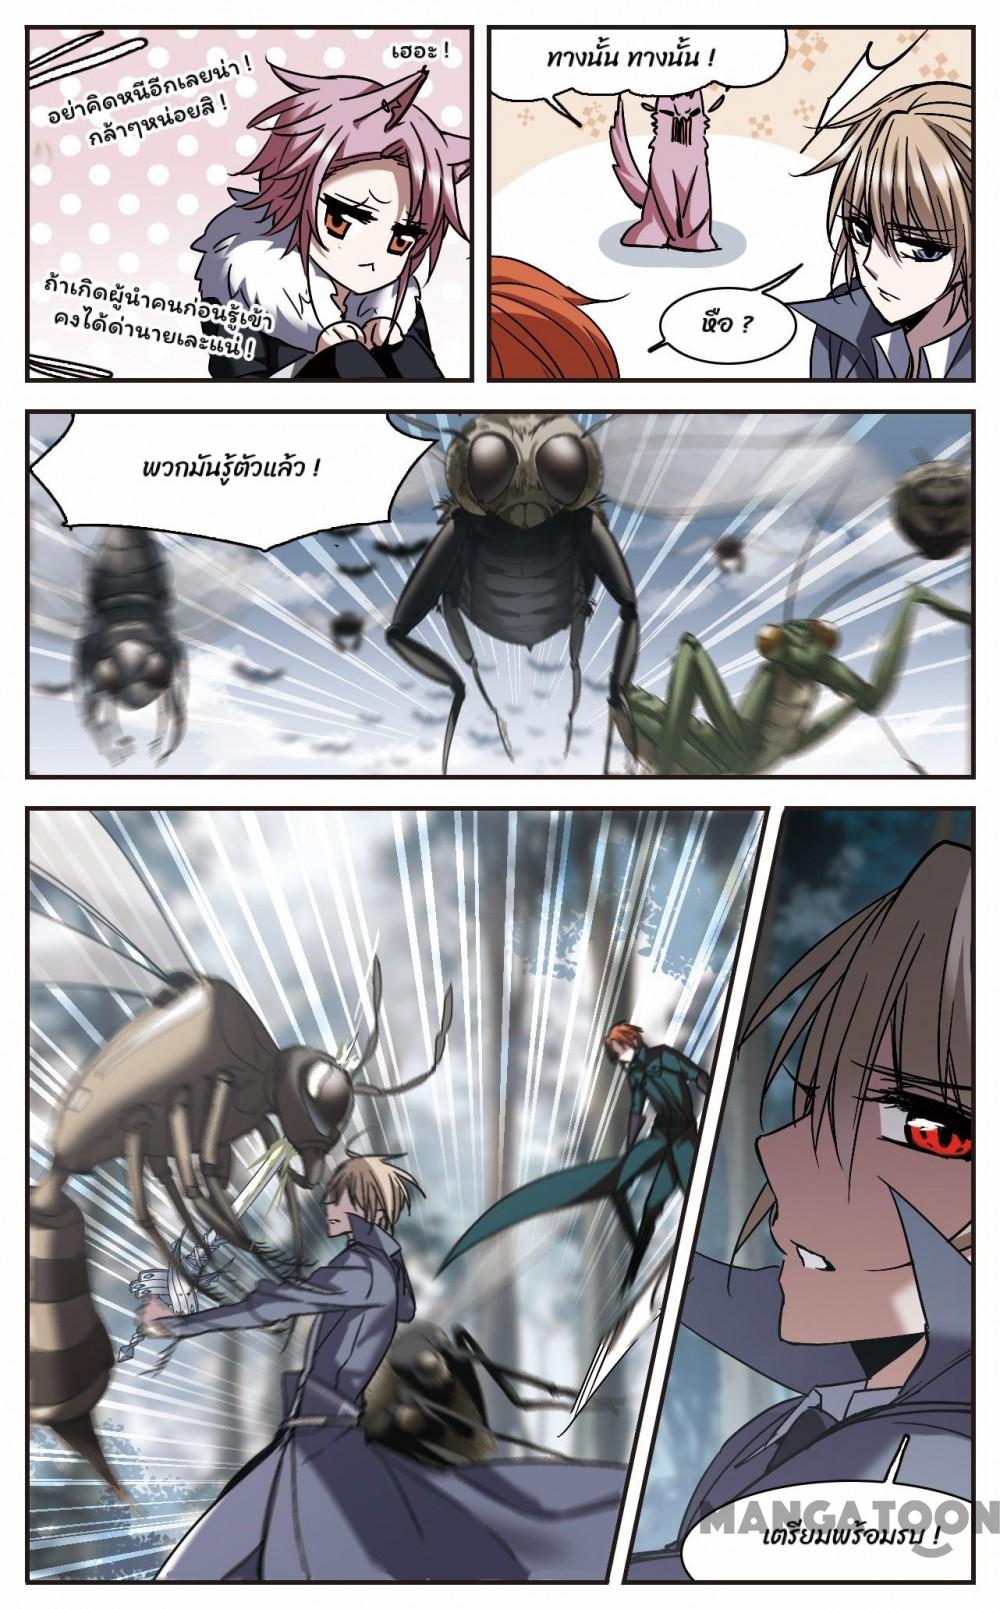 เฮอะ !
อย่าคิดหนีอีกเลยน่า !
กล้าๆหน่อยสิ !
ถ้าเกิดผู้นำคนก่อนรู้เข้า
คงได้ด่านายเละแน่ !
ทางนั้น ทางนั้น !
หือ ?
พวกมันรู้ตัวแล้ว !
เตรียมพร้อมรบ !
MANGATOON